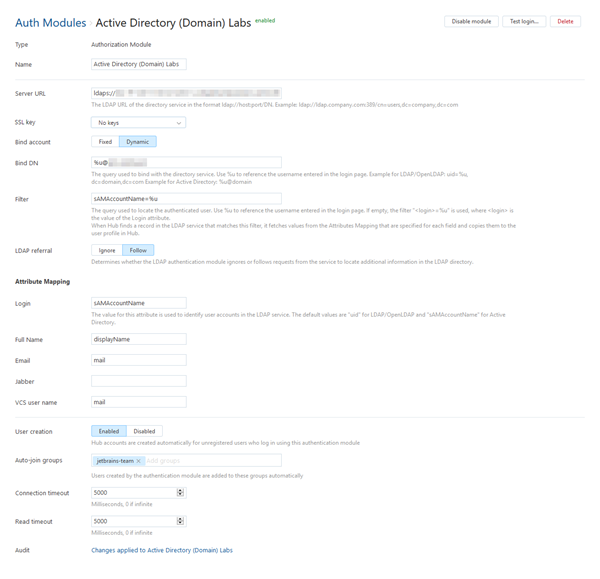 Auth Modules › Active Directory (Domain) Labs enabled
Disable module
Test login...
Delete
Type Authorization Module
Name Active Directory (Domain) Labs
Server URL ldaps://
The LDAP URL of the directory service in the format ldap://host:port/DN. Example: ldap://ldap.company.com:389/cn=users,dc=company,dc=com
SSL key No keys
Bind account Fixed Dynamic
Bind DN %u@
The query used to bind with the directory service. Use %u to reference the username entered in the login page. Example for LDAP/OpenLDAP: uid=%u,
dc=domain,dc=com Example for Active Directory: %u@domain
Filter sAMAccountName=%u
The query used to locate the authenticated user. Use %u to reference the username entered in the login page. If empty, the filter "<login>=%u" is used, where <login> is
the value of the Login attribute.
When Hub finds a record in the LDAP service that matches this filter, it fetches values from the Attributes Mapping that are specified for each field and copies them to the
user profile in Hub.
LDAP referral Ignore Follow
Determines whether the LDAP authentication module ignores or follows requests from the service to locate additional information in the LDAP directory.
Attribute Mapping
Login sAMAccountName
The value for this attribute is used to identify user accounts in the LDAP service. The default values are "uid" for LDAP/OpenLDAP and "sAMAccountName" for Active
Directory.
Full Name displayName
Email mail
Jabber
VCS user name mail
User creation Enabled Disabled
Hub accounts are created automatically for unregistered users who log in using this authentication module
Auto-join groups jetbrains-team × Add groups
Users created by the authentication module are added to these groups automatically
Connection timeout 5000
Milliseconds, 0 if infinite
Read timeout 5000
Milliseconds, 0 if infinite
Audit Changes applied to Active Directory (Domain) Labs